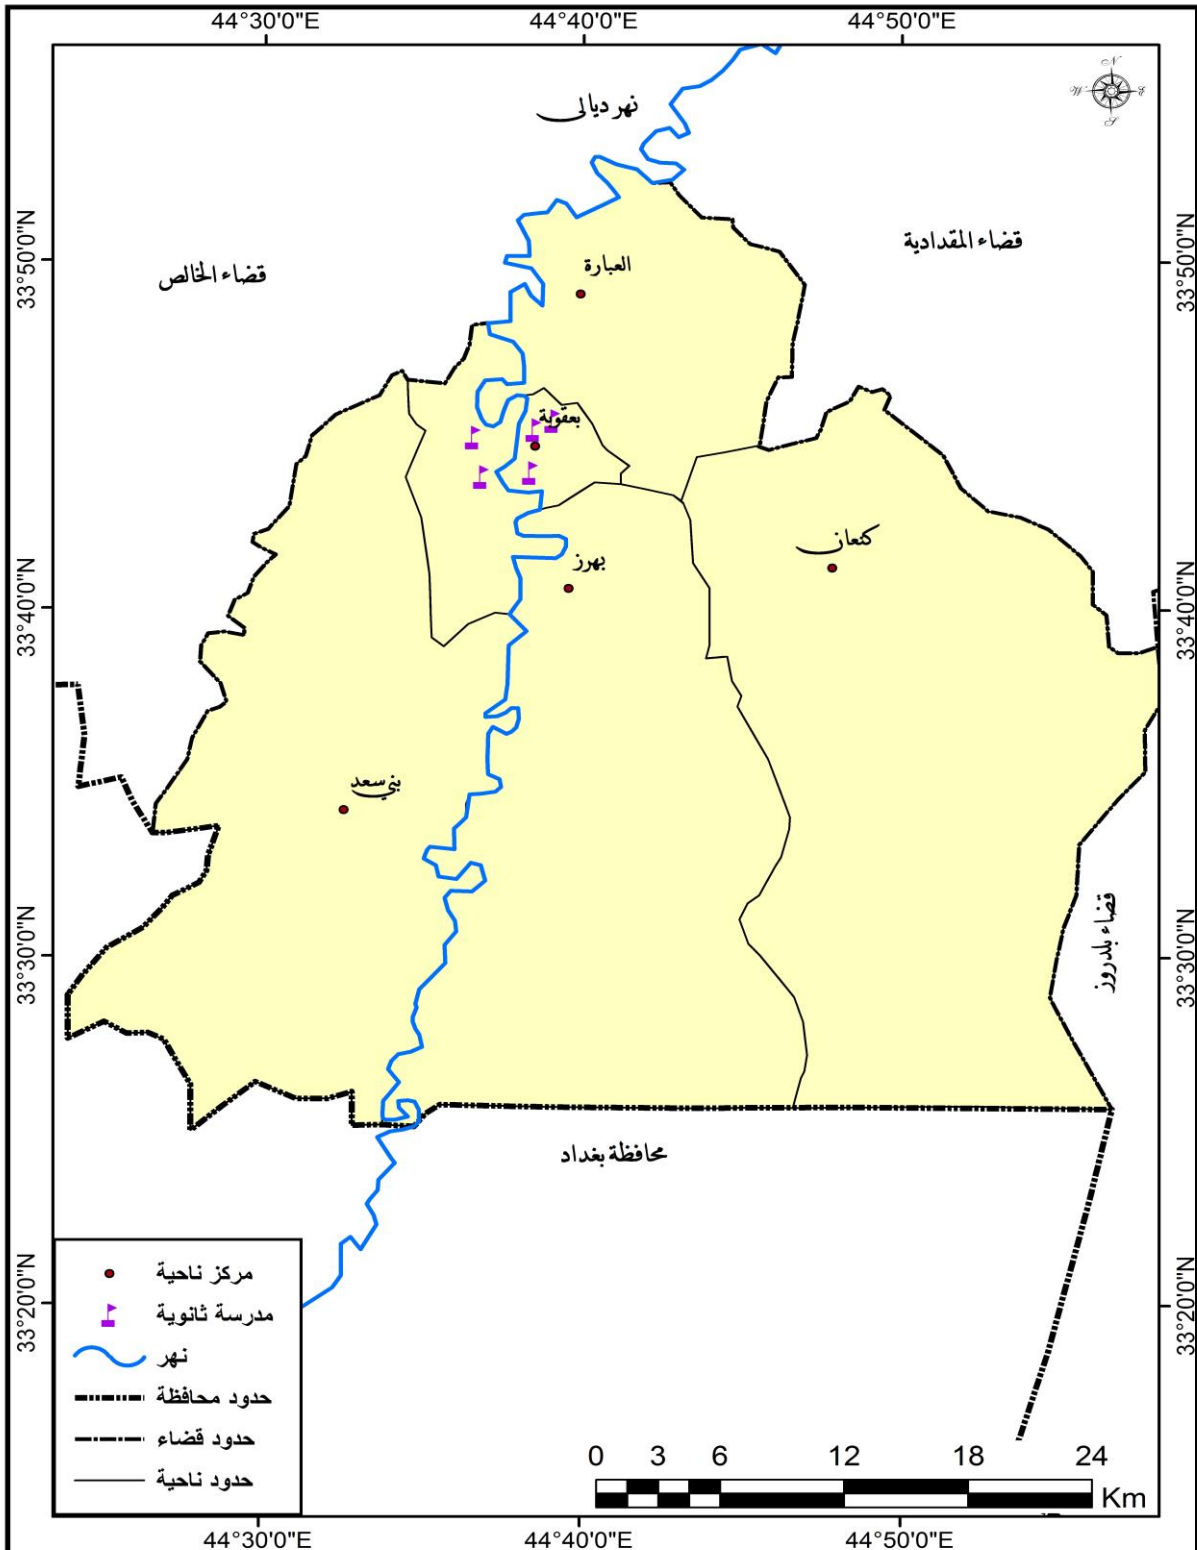 44°30'0"E
44°40'0"E
44°50'0"E
N
W
E
S
نهر ديالى
33°50'0"N
33°50'0"N
قضاء المقدادية
قضاء الخالص
العبارة
بعقوبة
كنعان
بهرز
33°40'0"N
33°40'0"N
بني سعد
قضاء بلدروز
33°30'0"N
33°30'0"N
محافظة بغداد
33°20'0"N
33°20'0"N
مركز ناحية
مدرسة ثانوية
نهر
حدود محافظة
حدود قضاء
حدود ناحية
0 3 6 12 18 24
Km
44°30'0"E
44°40'0"E
44°50'0"E